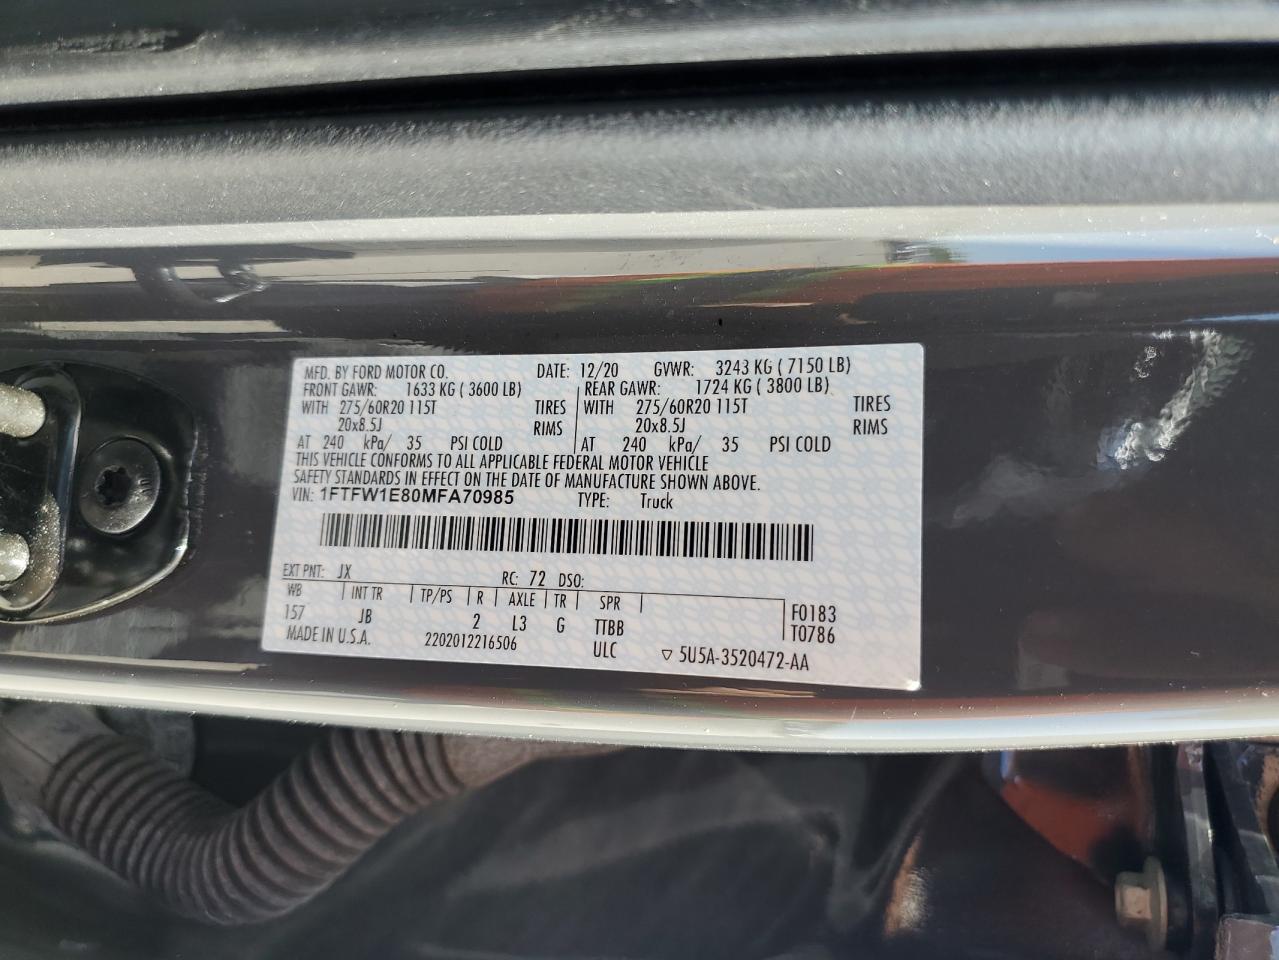 MFD. BY FORD MOTOR CO. DATE: 12/20 GVWR: 3243 KG ( 7150 LB)
FRONT GAWR: 1633 KG ( 3600 LB) REAR GAWR: 1724 KG ( 3800 LB)
WITH 275/60R20 115T TIRES WITH 275/60R20 115T TIRES
20x8.5J RIMS 20x8.5J RIMS
AT 240 kPa/ 35 PSI COLD AT 240 kPa/ 35 PSI COLD
THIS VEHICLE CONFORMS TO ALL APPLICABLE FEDERAL MOTOR VEHICLE
SAFETY STANDARDS IN EFFECT ON THE DATE OF MANUFACTURE SHOWN ABOVE.
VIN: 1FTFW1E80MFA70985 TYPE: Truck
EXT PNT: JX RC: 72 DSO:
WB INT TR TP/PS R AXLE TR SPR F0183
157 JB 2 L3 G TTBB T0786
MADE IN U.S.A. 2202012216506 ULC ▽ 5U5A-3520472-AA